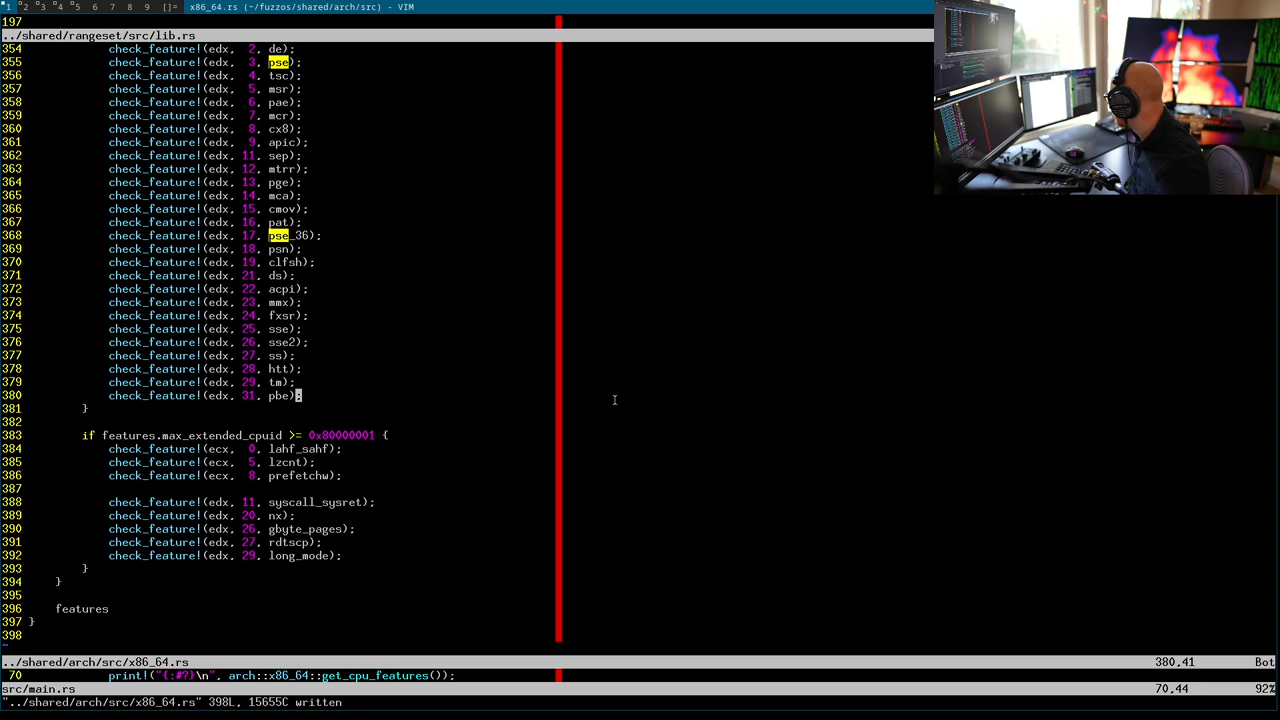 1 2 3 4 5 6 7 8 9 []= x86_64.rs (~/fuzzos/shared/arch/src) - VIM
197
../shared/rangeset/src/lib.rs
354 check_feature!(edx, 2, de);
355 check_feature!(edx, 3, pse);
356 check_feature!(edx, 4, tsc);
357 check_feature!(edx, 5, msr);
358 check_feature!(edx, 6, pae);
359 check_feature!(edx, 7, mcr);
360 check_feature!(edx, 8, cx8);
361 check_feature!(edx, 9, apic);
362 check_feature!(edx, 11, sep);
363 check_feature!(edx, 12, mtrr);
364 check_feature!(edx, 13, pge);
365 check_feature!(edx, 14, mca);
366 check_feature!(edx, 15, cmov);
367 check_feature!(edx, 16, pat);
368 check_feature!(edx, 17, pse_36);
369 check_feature!(edx, 18, psn);
370 check_feature!(edx, 19, clfsh);
371 check_feature!(edx, 21, ds);
372 check_feature!(edx, 22, acpi);
373 check_feature!(edx, 23, mmx);
374 check_feature!(edx, 24, fxsr);
375 check_feature!(edx, 25, sse);
376 check_feature!(edx, 26, sse2);
377 check_feature!(edx, 27, ss);
378 check_feature!(edx, 28, htt);
379 check_feature!(edx, 29, tm);
380 check_feature!(edx, 31, pbe);
381 }
382
383 if features.max_extended_cpuid >= 0x80000001 {
384 check_feature!(ecx, 0, lahf_sahf);
385 check_feature!(ecx, 5, lzcnt);
386 check_feature!(ecx, 8, prefetchw);
387
388 check_feature!(edx, 11, syscall_sysret);
389 check_feature!(edx, 20, nx);
390 check_feature!(edx, 26, gbyte_pages);
391 check_feature!(edx, 27, rdtscp);
392 check_feature!(edx, 29, long_mode);
393 }
394 }
395
396 features
397 }
398
~
../shared/arch/src/x86_64.rs 380,41 Bot
70 print!("{:#?}\n", arch::x86_64::get_cpu_features());
src/main.rs 70,44 92%
"../shared/arch/src/x86_64.rs" 398L, 15655C written